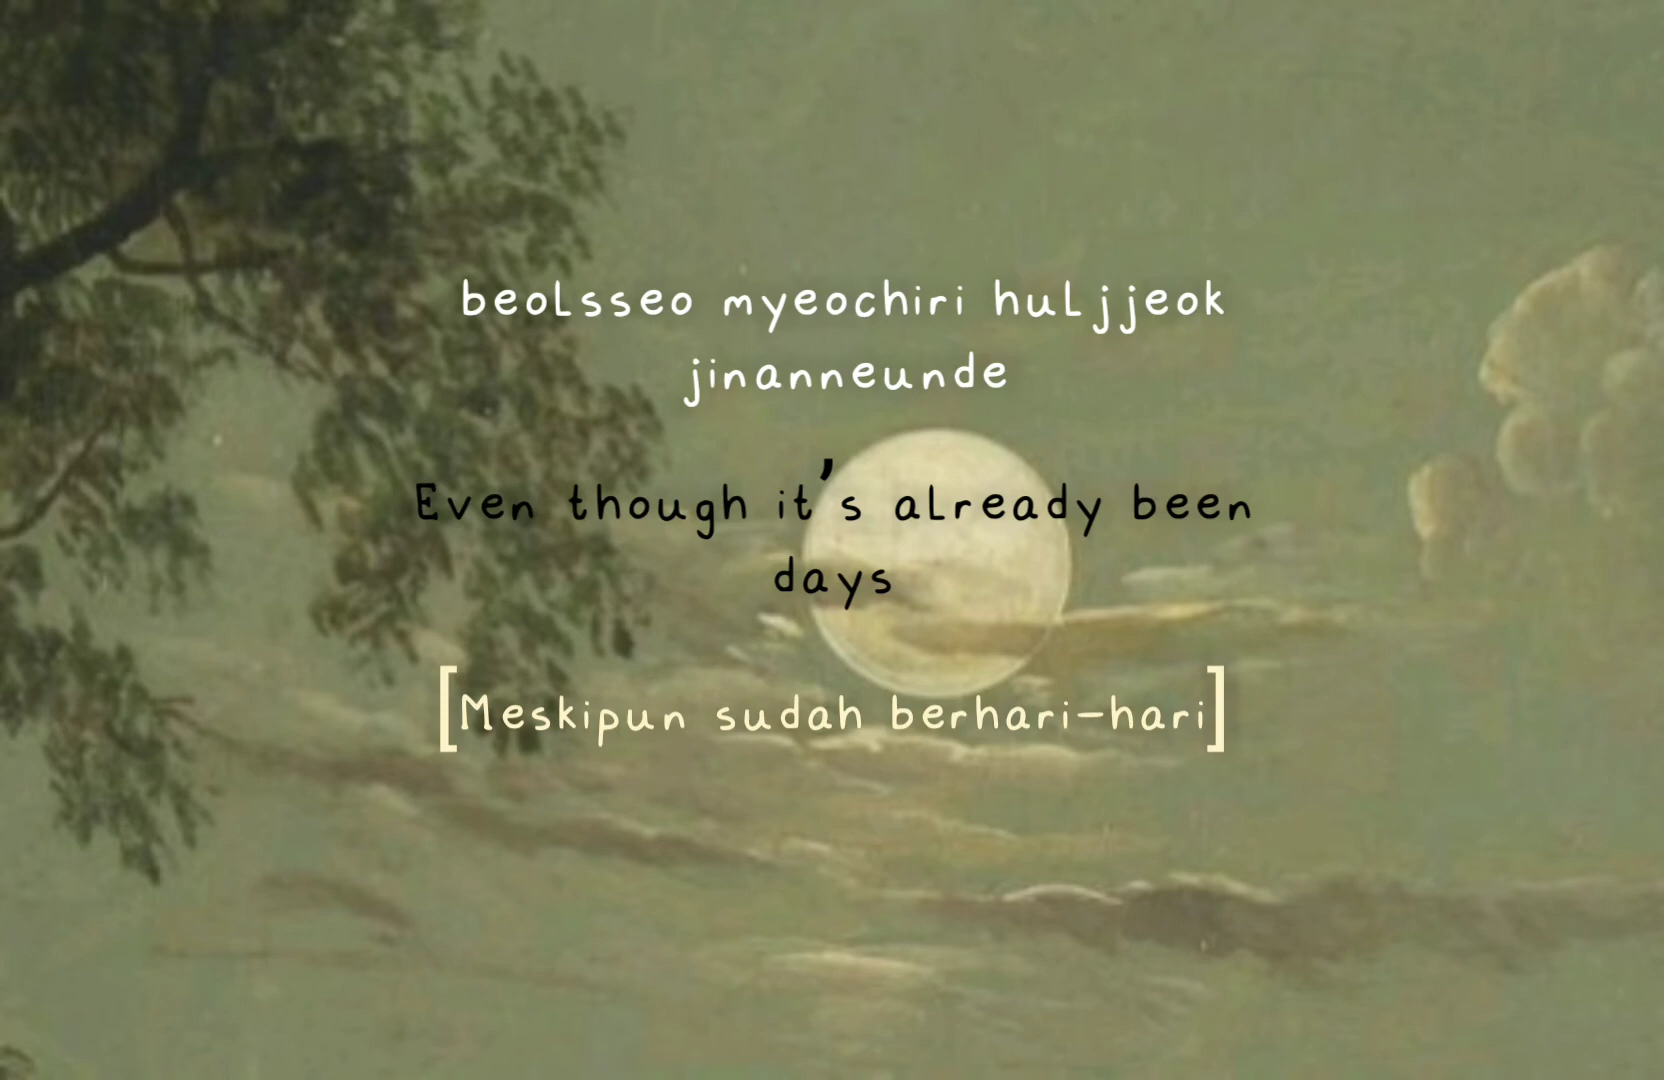 beolsseo myeochiri huljjeok
jinanneunde
Even though it's already been
days
[Meskipun sudah berhari-hari]